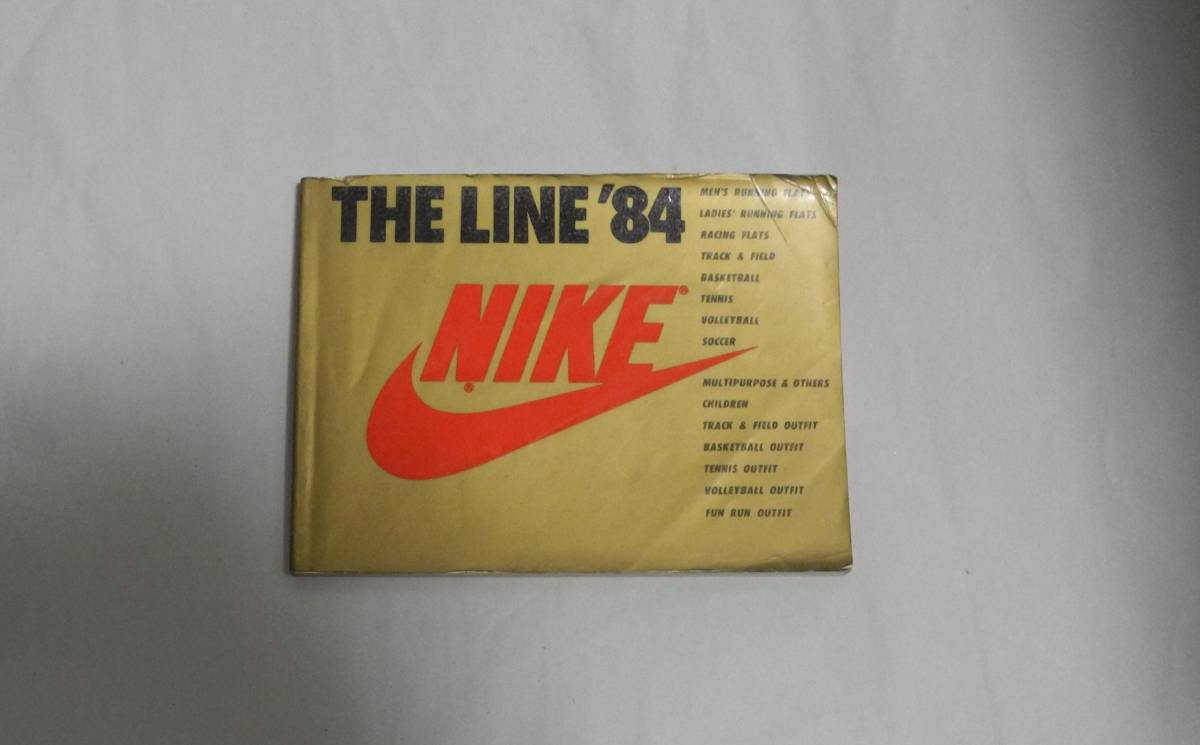 THE LINE '84
NIKE®
®
MEN'S RUNNING FLATS
LADIES' RUNNING FLATS
RACING FLATS
TRACK & FIELD
BASKETBALL
TENNIS
VOLLEYBALL
SOCCER
MULTIPURPOSE & OTHERS
CHILDREN
TRACK & FIELD OUTFIT
BASKETBALL OUTFIT
TENNIS OUTFIT
VOLLEYBALL OUTFIT
FUN RUN OUTFIT